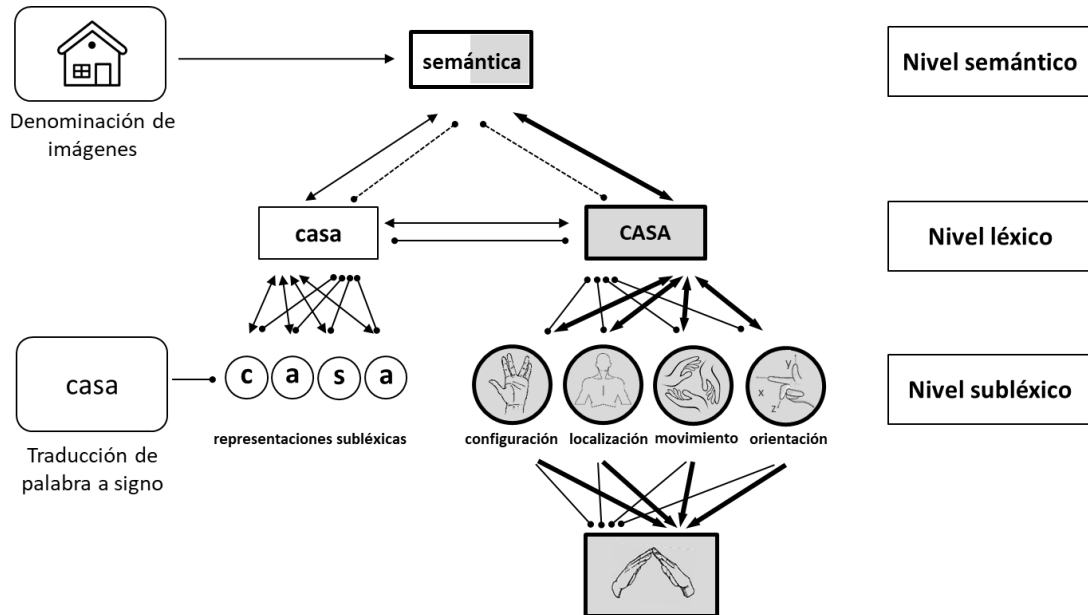 semántica
Nivel semántico
Denominación de
imágenes
casa
CASA
Nivel léxico
casa
c a s a
y
x
z
Nivel subléxico
representaciones subléxicas
configuración
localización
movimiento
orientación
Traducción de
palabra a signo